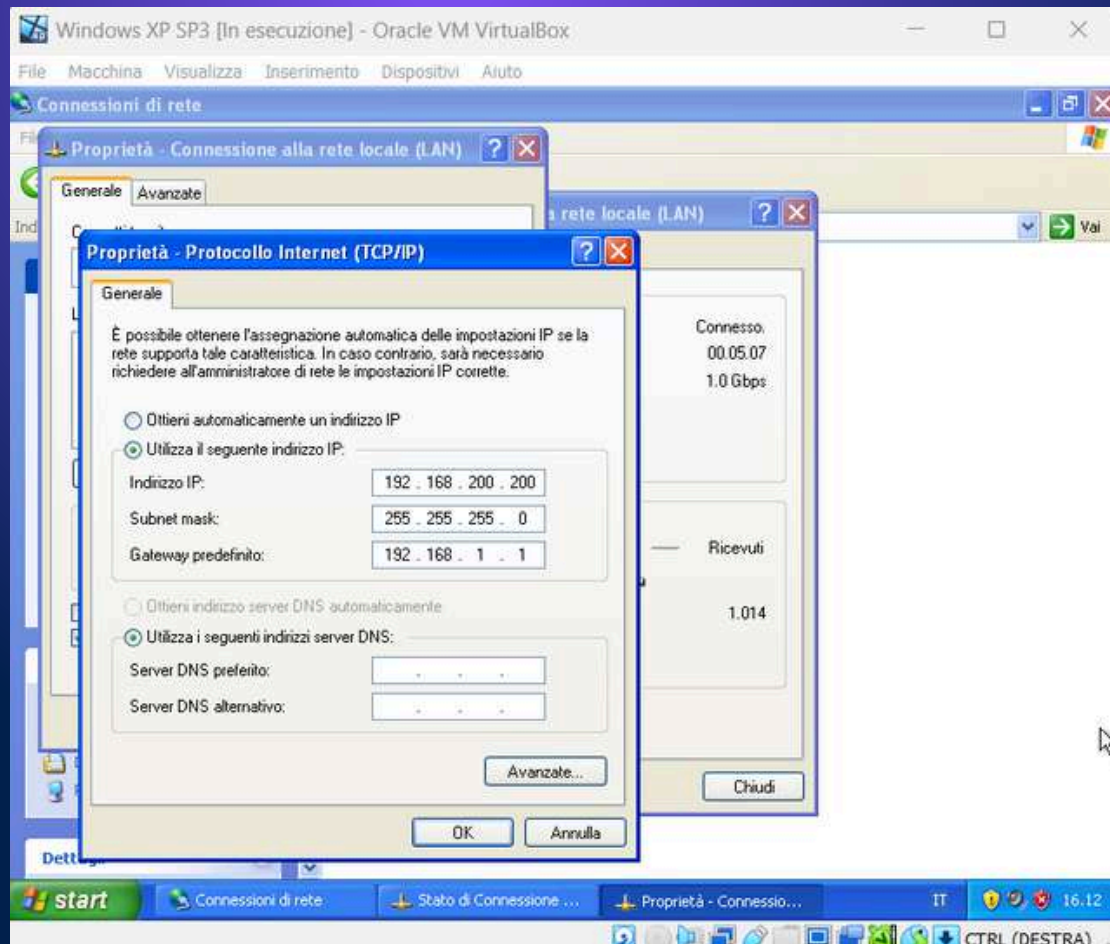 Windows XP SP3 [In esecuzione] - Oracle VM VirtualBox
File Macchina Visualizza Inserimento Dispositivi Aiuto
Connessioni di rete
Proprietà - Connessione alla rete locale (LAN)
Generale Avanzate
a rete locale (LAN)
Vai
Proprietà - Protocollo Internet (TCP/IP)
Generale
È possibile ottenere l'assegnazione automatica delle impostazioni IP se la
rete supporta tale caratteristica. In caso contrario, sarà necessario
richiedere all'amministratore di rete le impostazioni IP corrette.
Connesso.
00.05.07
1.0 Gbps
Ottieni automaticamente un indirizzo IP
Utilizza il seguente indirizzo IP:
Indirizzo IP: 192 . 168 . 200 . 200
Subnet mask: 255 . 255 . 255 . 0
Gateway predefinito: 192 . 168 . 1 . 1
Ricevuti
1.014
Ottieni indirizzo server DNS automaticamente
Utilizza i seguenti indirizzi server DNS:
Server DNS preferito:
Server DNS alternativo:
Avanzate...
Chiudi
OK Annulla
start Connessioni di rete Stato di Connessione ... Proprietà - Connessio... IT 16.12
CTRL (DESTRA)